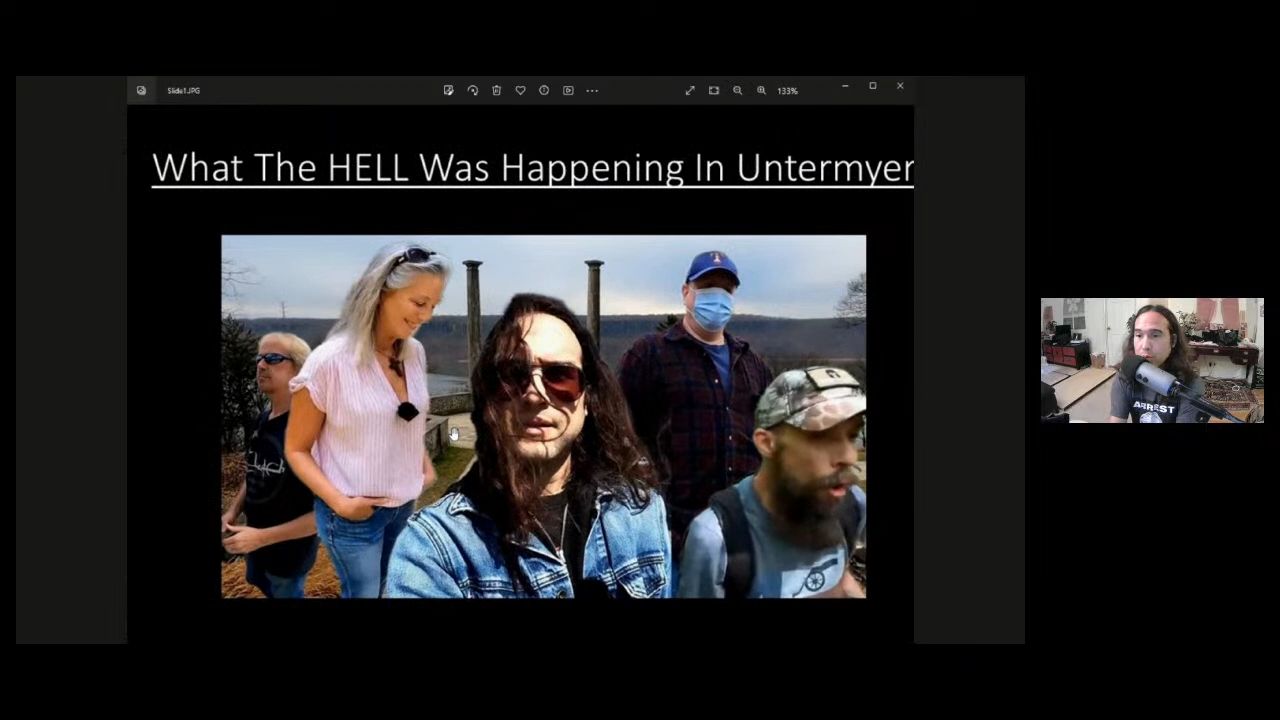 Slide1.JPG
133%
What The HELL Was Happening In Untermyer
ARREST